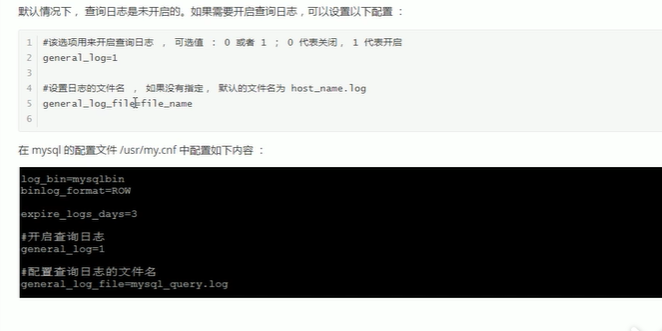 默认情况下， 查询日志是未开启的。如果需要开启查询日志，可以设置以下配置 ：
1 #该选项用来开启查询日志 ， 可选值 ： 0 或者 1 ； 0 代表关闭， 1 代表开启
2 general_log=1
3
4 #设置日志的文件名 ， 如果没有指定， 默认的文件名为 host_name.log
5 general_log_file=file_name
6
在 mysql 的配置文件 /usr/my.cnf 中配置如下内容 ：
log_bin=mysqlbin
binlog_format=ROW
expire_logs_days=3
#开启查询日志
general_log=1
#配置查询日志的文件名
general_log_file=mysql_query.log